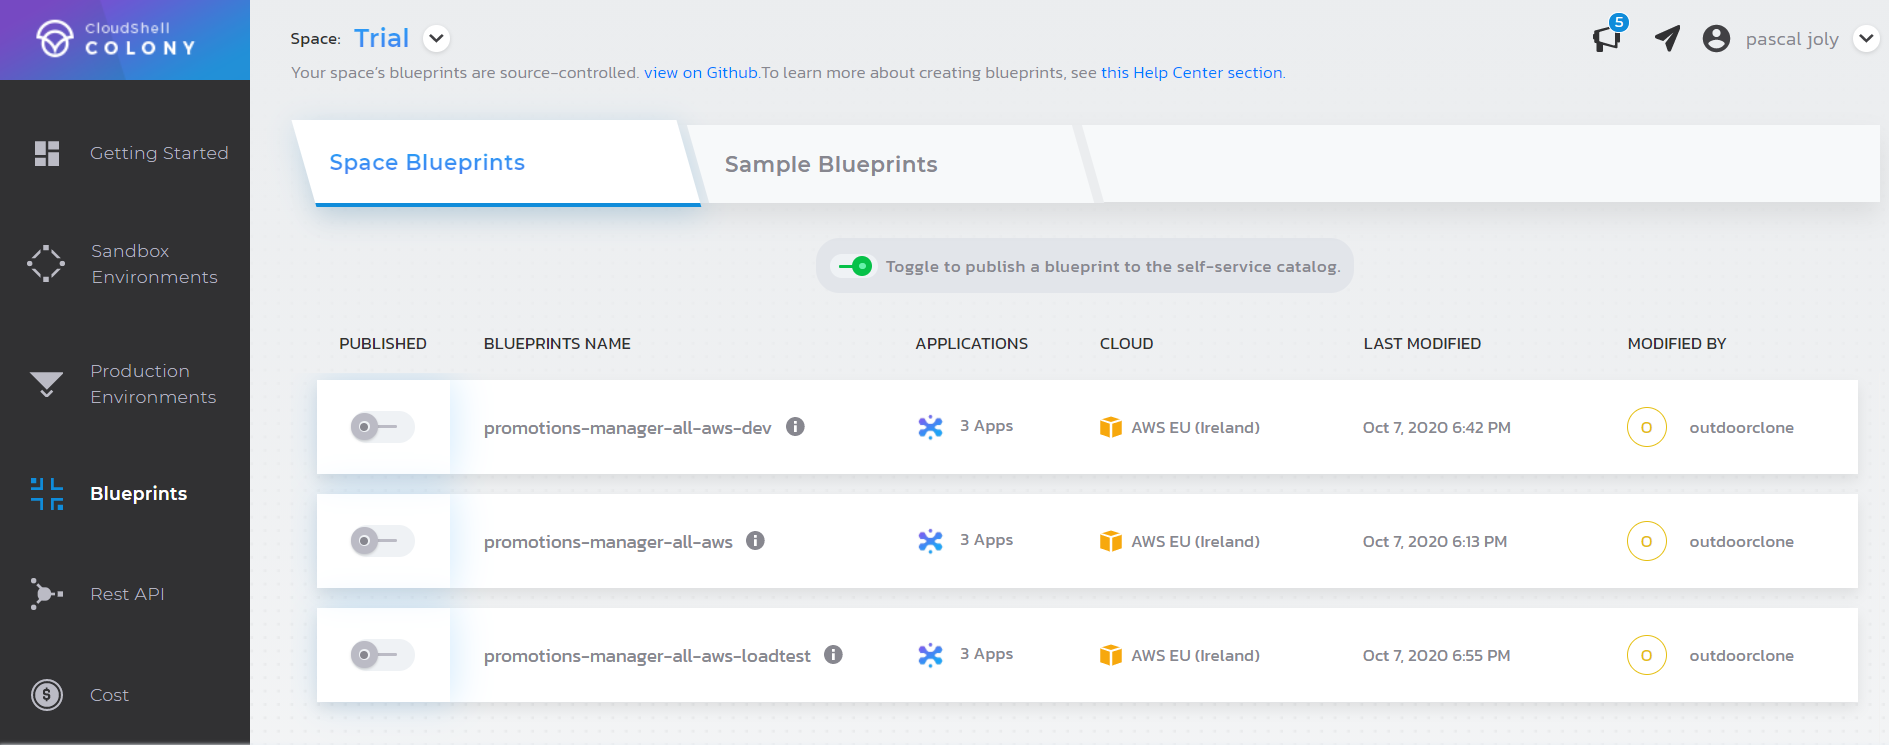 CloudShell
COLONY
Space: Trial
5
pascal joly
Your space's blueprints are source-controlled. view on Github.To learn more about creating blueprints, see this Help Center section.
Getting Started
Sandbox
Environments
Production
Environments
Blueprints
Rest API
$ Cost
Space Blueprints
Sample Blueprints
Toggle to publish a blueprint to the self-service catalog.
PUBLISHED BLUEPRINTS NAME APPLICATIONS CLOUD LAST MODIFIED MODIFIED BY
promotions-manager-all-aws-dev i 3 Apps AWS EU (Ireland) Oct 7, 2020 6:42 PM O outdoorclone
promotions-manager-all-aws i 3 Apps AWS EU (Ireland) Oct 7, 2020 6:13 PM O outdoorclone
promotions-manager-all-aws-loadtest i 3 Apps AWS EU (Ireland) Oct 7, 2020 6:55 PM O outdoorclone